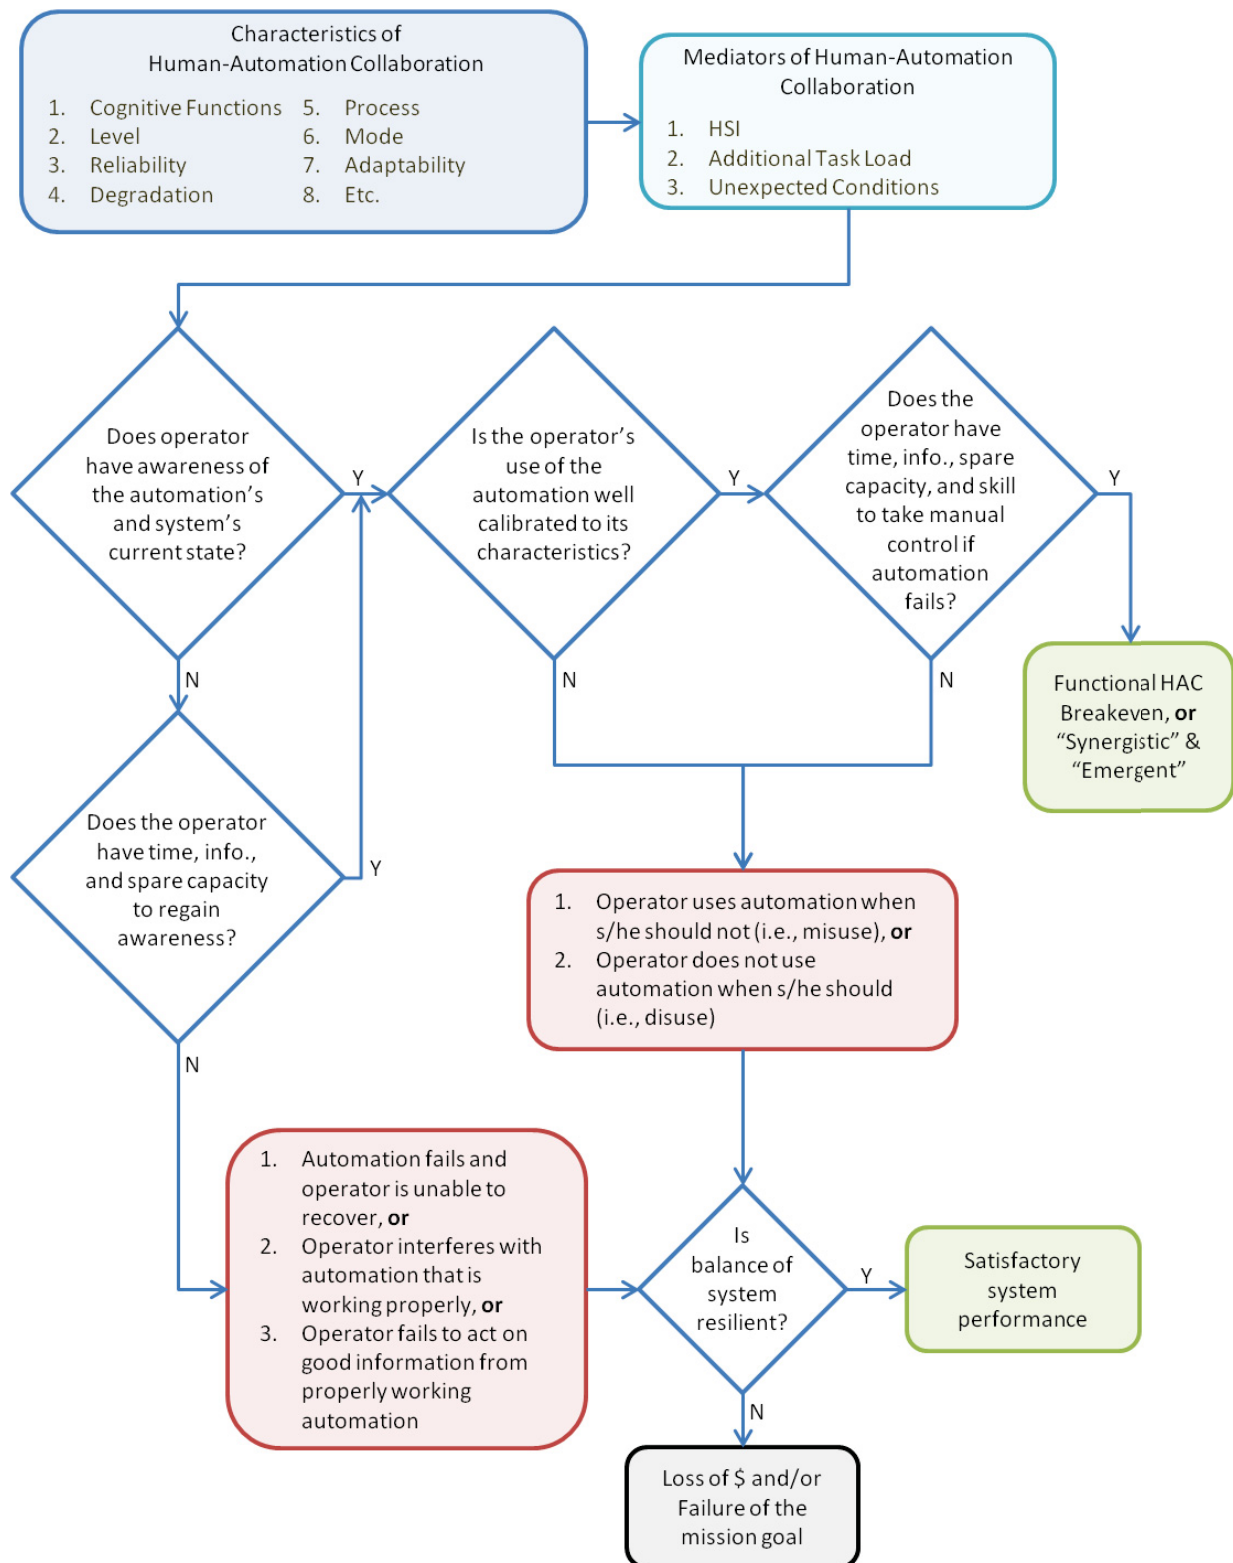 Characteristics of
Human-Automation Collaboration
1. Cognitive Functions
2. Level
3. Reliability
4. Degradation
5. Process
6. Mode
7. Adaptability
8. Etc.
Mediators of Human-Automation
Collaboration
1. HSI
2. Additional Task Load
3. Unexpected Conditions
Does operator
have awareness of
the automation’s
and system’s
current state?
Y
N
Is the operator’s
use of the
automation well
calibrated to its
characteristics?
Y
N
Does the
operator have
time, info., spare
capacity, and skill
to take manual
control if
automation
fails?
Y
N
Functional HAC
Breakeven, or
“Synergistic” &
“Emergent”
Does the operator
have time, info.,
and spare capacity
to regain
awareness?
Y
N
1. Operator uses automation when
s/he should not (i.e., misuse), or
2. Operator does not use
automation when s/he should
(i.e., disuse)
1. Automation fails and
operator is unable to
recover, or
2. Operator interferes with
automation that is
working properly, or
3. Operator fails to act on
good information from
properly working
automation
Is
balance of
system
resilient?
Y
N
Satisfactory
system
performance
Loss of $ and/or
Failure of the
mission goal